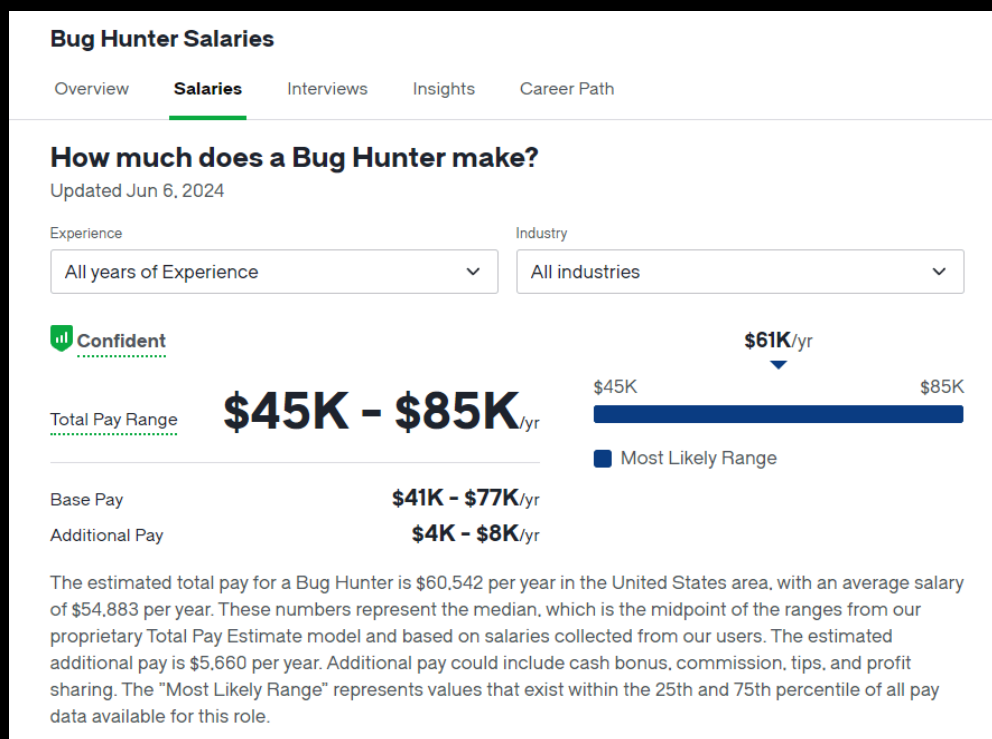 Bug Hunter Salaries
Overview Salaries Interviews Insights Career Path
How much does a Bug Hunter make?
Updated Jun 6, 2024
Experience
All years of Experience
Industry
All industries
Confident
Total Pay Range $45K - $85K/yr
Base Pay $41K - $77K/yr
Additional Pay $4K - $8K/yr
$61K/yr
$45K $85K
Most Likely Range
The estimated total pay for a Bug Hunter is $60,542 per year in the United States area, with an average salary
of $54,883 per year. These numbers represent the median, which is the midpoint of the ranges from our
proprietary Total Pay Estimate model and based on salaries collected from our users. The estimated
additional pay is $5,660 per year. Additional pay could include cash bonus, commission, tips, and profit
sharing. The "Most Likely Range" represents values that exist within the 25th and 75th percentile of all pay
data available for this role.